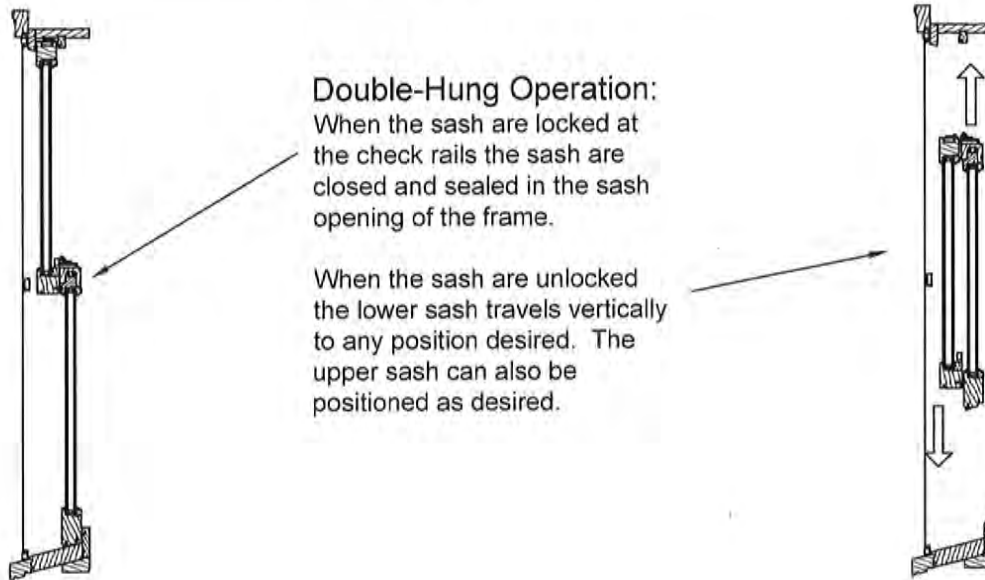 Double-Hung Operation:
When the sash are locked at
the check rails the sash are
closed and sealed in the sash
opening of the frame.
When the sash are unlocked
the lower sash travels vertically
to any position desired. The
upper sash can also be
positioned as desired.